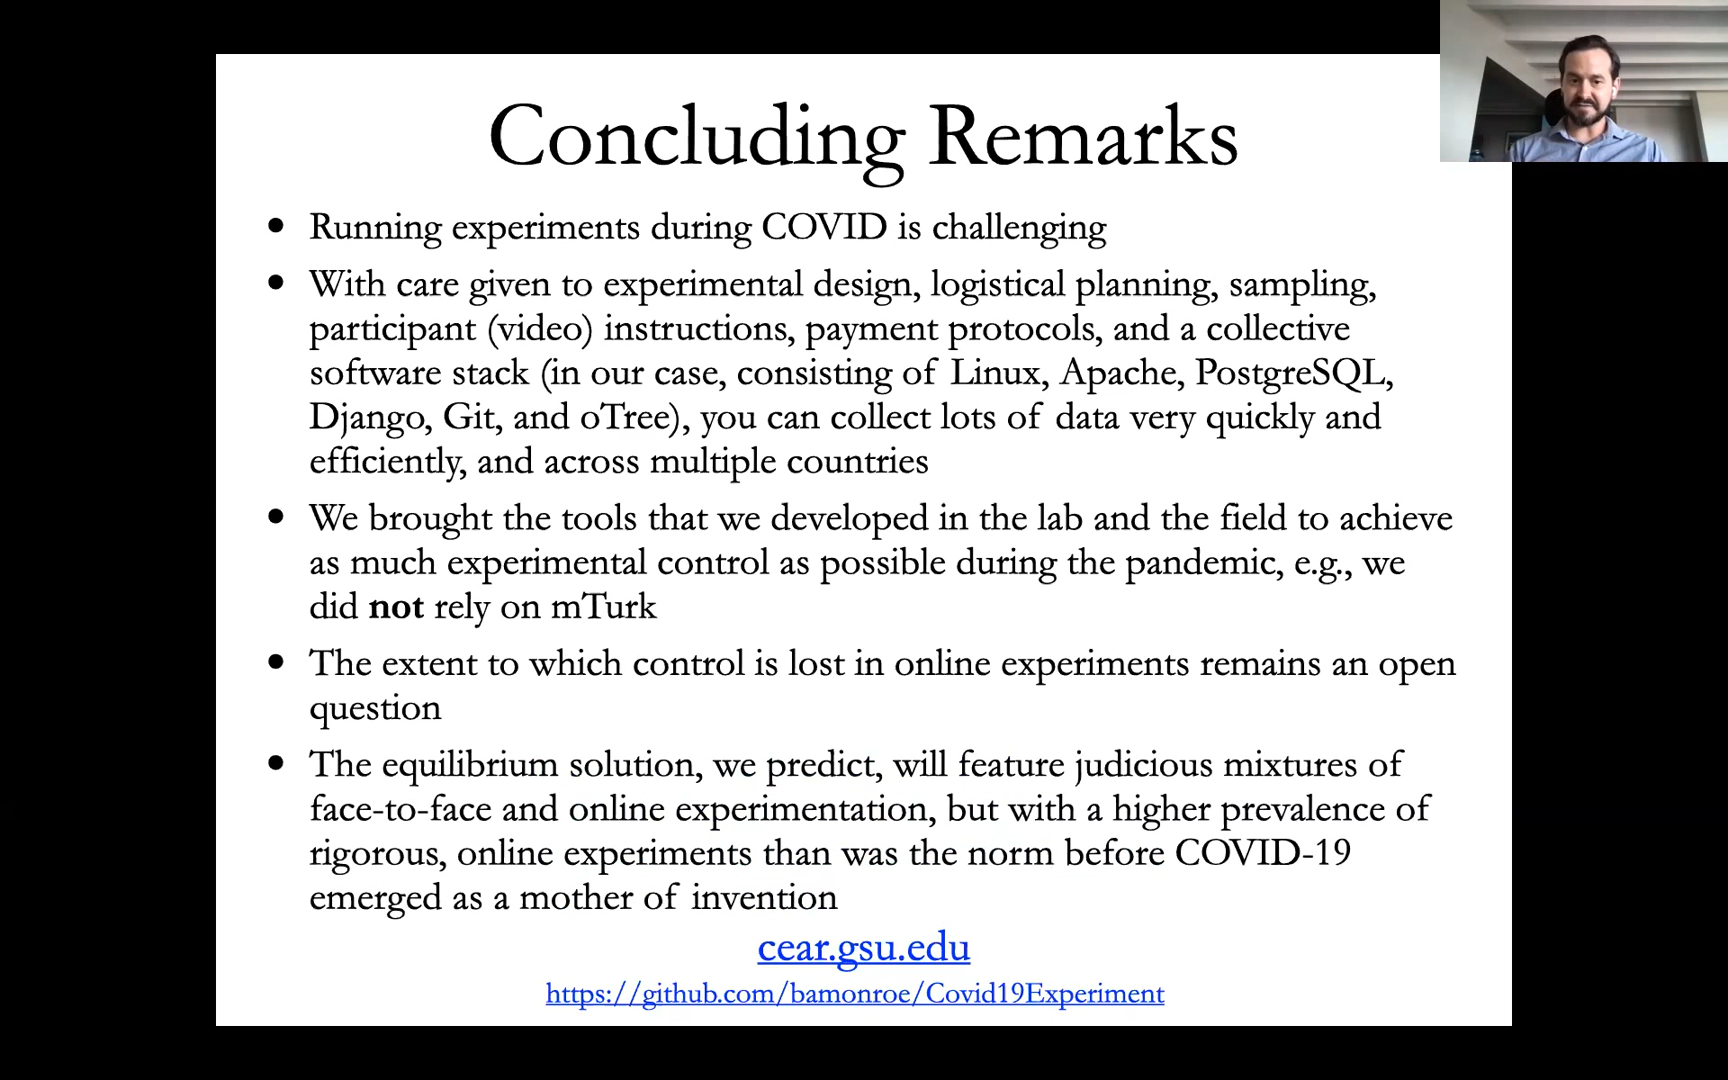 Concluding Remarks
• Running experiments during COVID is challenging
• With care given to experimental design, logistical planning, sampling,
participant (video) instructions, payment protocols, and a collective
software stack (in our case, consisting of Linux, Apache, PostgreSQL,
Django, Git, and oTree), you can collect lots of data very quickly and
efficiently, and across multiple countries
• We brought the tools that we developed in the lab and the field to achieve
as much experimental control as possible during the pandemic, e.g., we
did not rely on mTurk
• The extent to which control is lost in online experiments remains an open
question
• The equilibrium solution, we predict, will feature judicious mixtures of
face-to-face and online experimentation, but with a higher prevalence of
rigorous, online experiments than was the norm before COVID-19
emerged as a mother of invention
cear.gsu.edu
https://github.com/bamonroe/Covid19Experiment